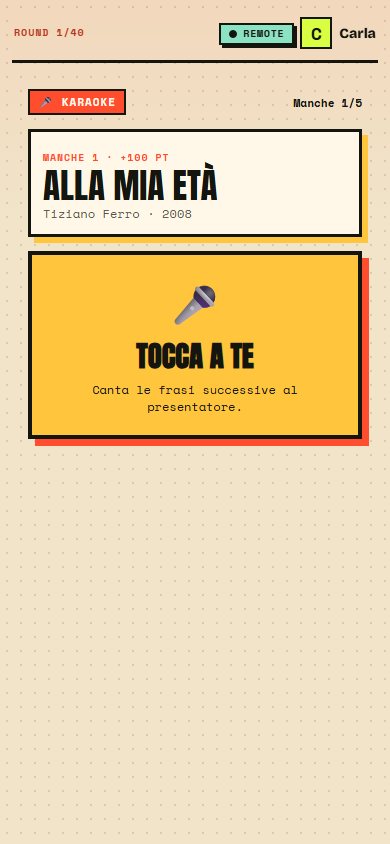 ROUND 1/40
REMOTE
C
Carla
KARAOKE
Manche 1/5
MANCHE 1 · +100 PT
ALLA MIA ETÀ
Tiziano Ferro · 2008
TOCCA A TE
Canta le frasi successive al
presentatore.